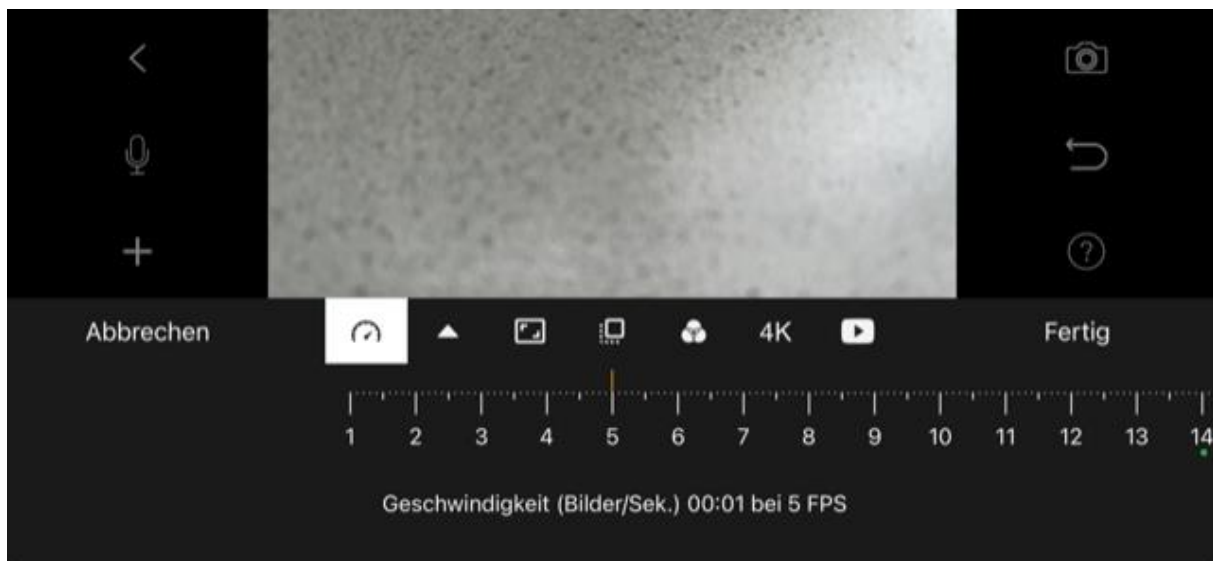 Abbrechen 4K Fertig
1 2 3 4 5 6 7 8 9 10 11 12 13 14
Geschwindigkeit (Bilder/Sek.) 00:01 bei 5 FPS